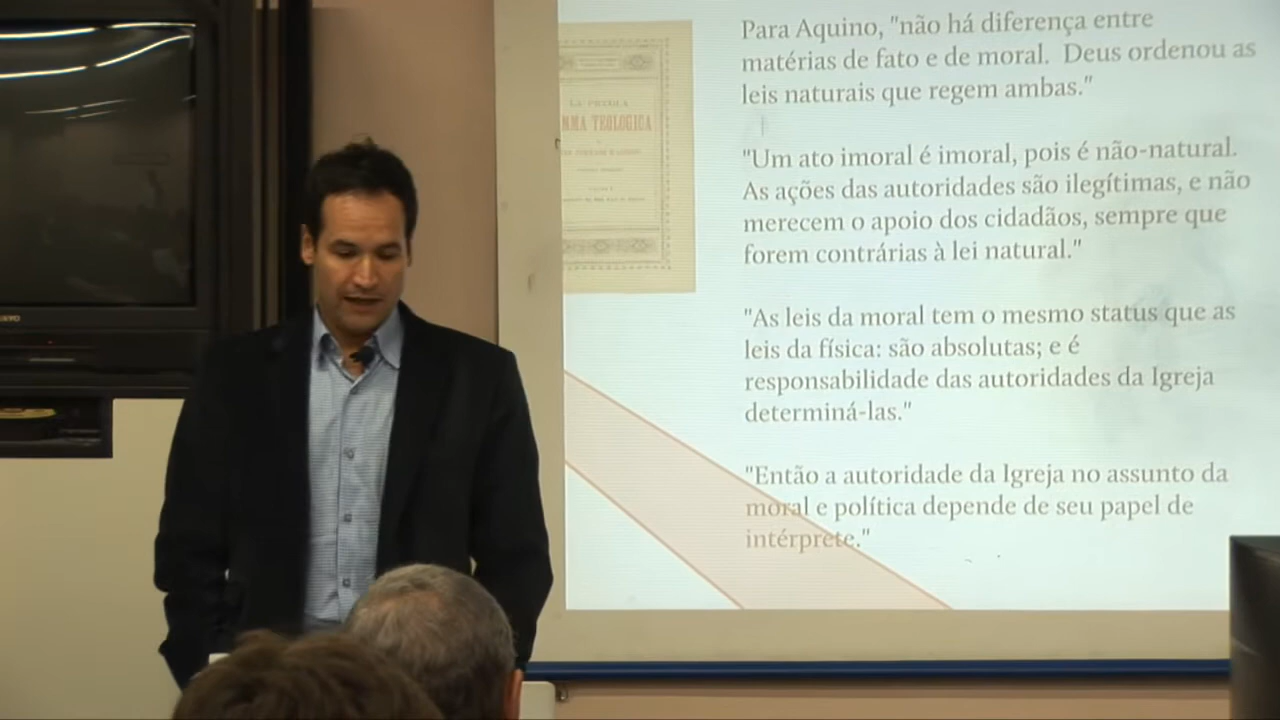 LA PICCOLA
MMA TEOLOGICA
Para Aquino, "não há diferença entre
matérias de fato e de moral. Deus ordenou as
leis naturais que regem ambas."
"Um ato imoral é imoral, pois é não-natural.
As ações das autoridades são ilegítimas, e não
merecem o apoio dos cidadãos, sempre que
forem contrárias à lei natural."
"As leis da moral tem o mesmo status que as
leis da física: são absolutas; e é
responsabilidade das autoridades da Igreja
determiná-las."
"Então a autoridade da Igreja no assunto da
moral e política depende de seu papel de
intérprete."